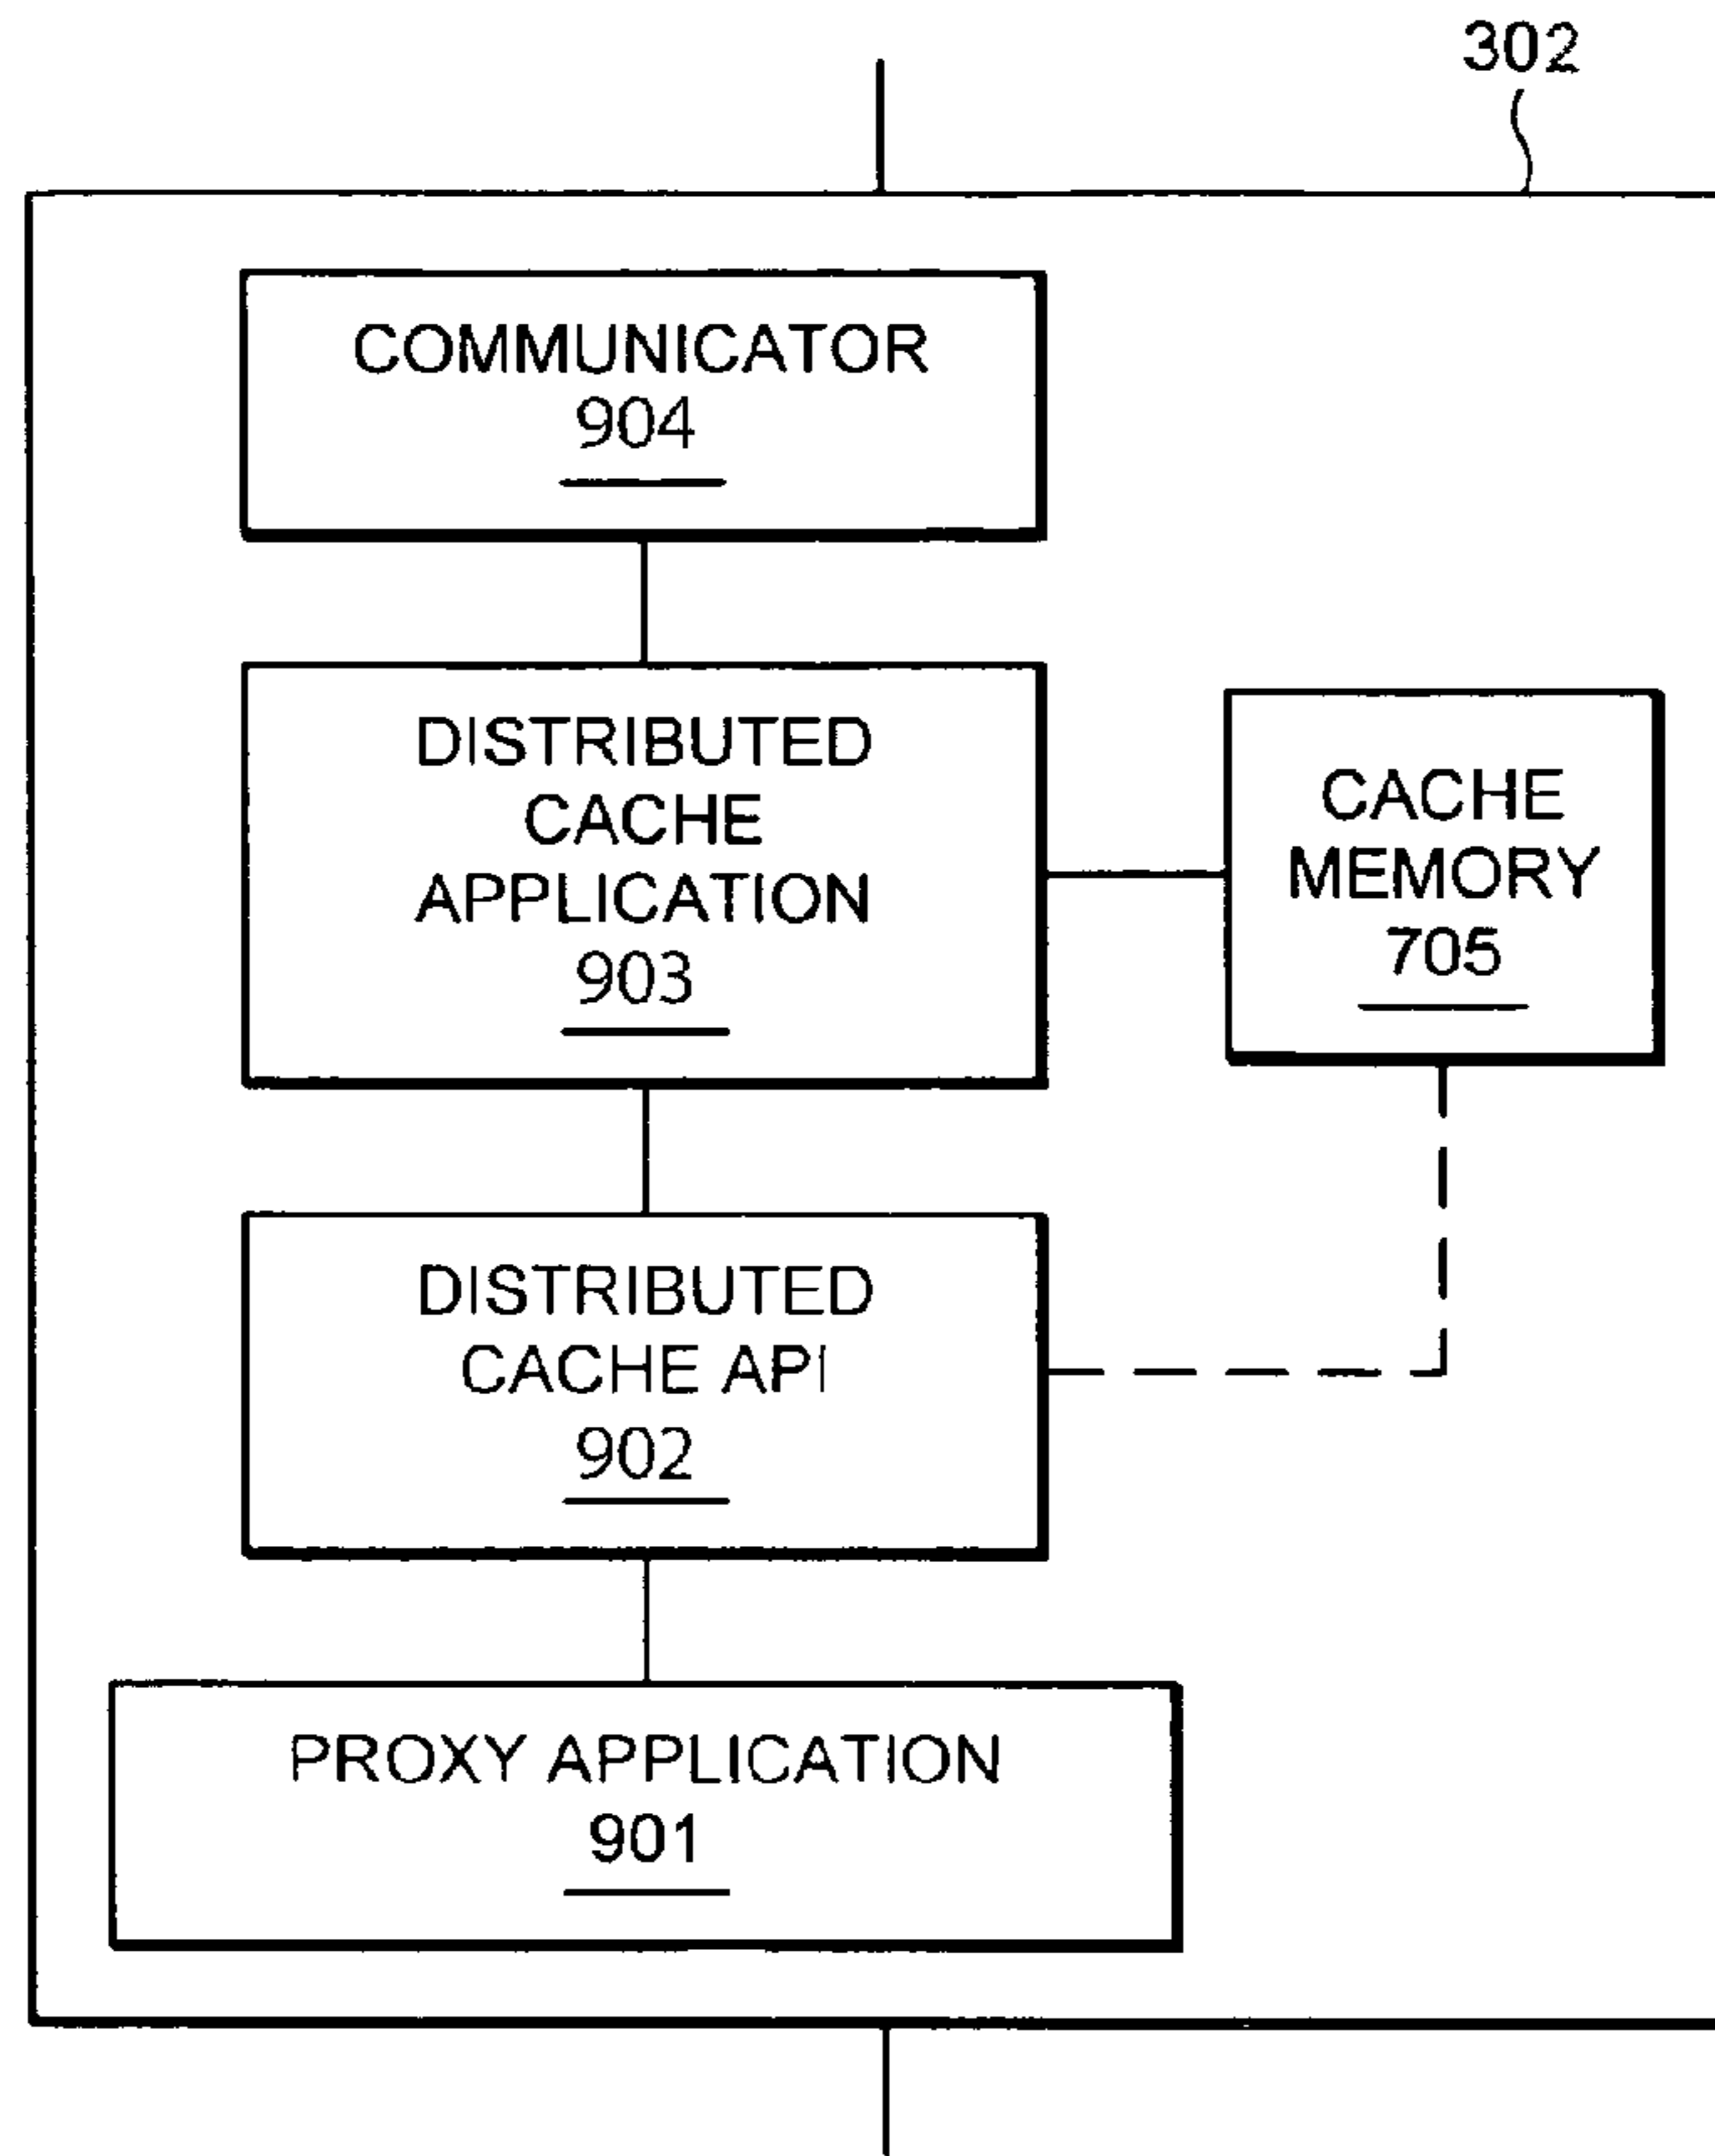 302
COMMUNICATOR
904
DISTRIBUTED
CACHE
APPLICATION
903
CACHE
MEMORY
705
DISTRIBUTED
CACHE API
902
PROXY APPLICATION
901